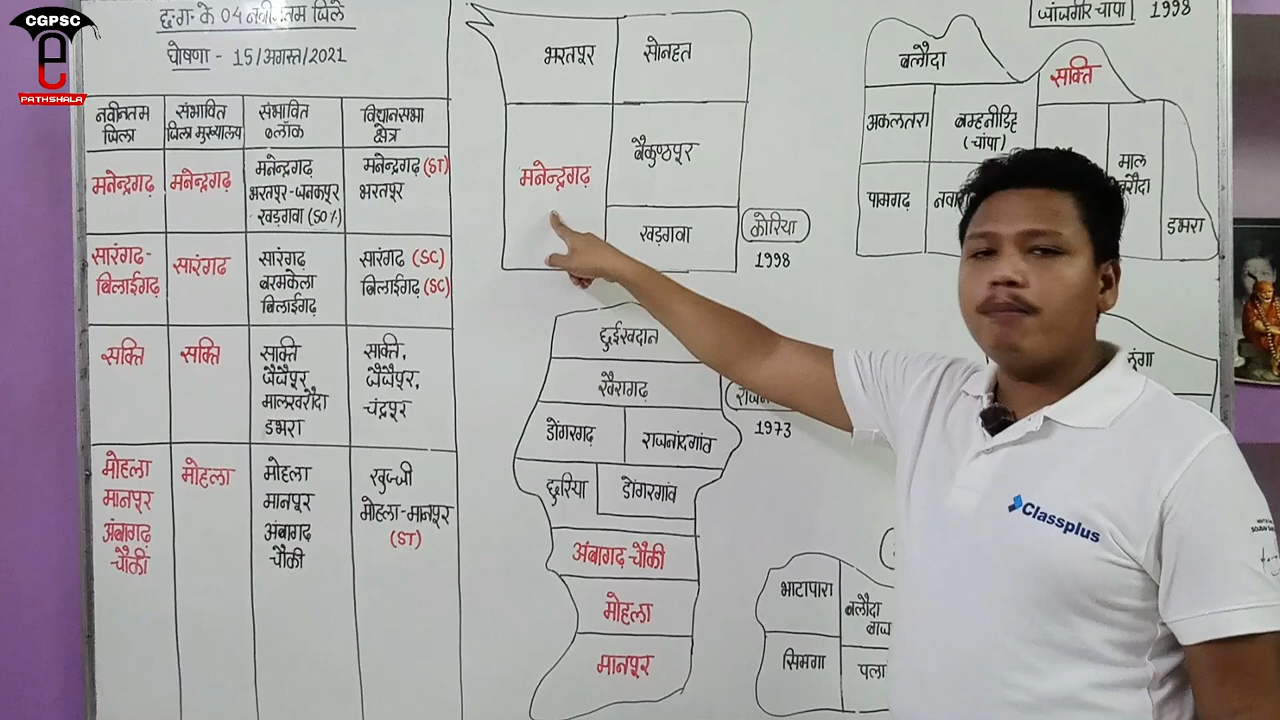 CGPSC
e
PATHSHALA
छ.ग. के 04 नवीनतम जिले
घोषणा - 15/अगस्त/2021
नवीनतम जिला
संभावित जिला मुख्यालय
संभावित ब्लॉक
विधानसभा क्षेत्र
मनेन्द्रगढ़
मनेन्द्रगढ़
मनेन्द्रगढ़
भरतपुर-जनकपुर
खड़गवा (50%)
मनेन्द्रगढ़ (ST)
भरतपुर
सारंगढ़-
बिलाईगढ़
सारंगढ़
सारंगढ़
बरमकेला
बिलाईगढ़
सारंगढ़ (SC)
बिलाईगढ़ (SC)
सक्ति
सक्ति
साक्ति
जैजैपुर
मालखरौदा
डभरा
साक्ति,
जैजैपुर,
चंद्रपुर
मोहला
मानपुर
अंबागढ़
चौकी
मोहला
मोहला
मानपुर
अंबागढ़
चौकी
खुज्जी
मोहला-मानपुर
(ST)
भरतपुर
सोनहत
मनेन्द्रगढ़
बैकुण्ठपुर
खड़गवा
कोरिया
1998
जांजगीर चांपा 1998
बलौदा
सक्ति
अकलतरा
बम्हनीडिह
(चांपा)
माल
पामगढ़
डभरा
छुईखदान
खैरागढ़
डोंगरगढ़
राजनांदगांव
छुरिया
डोंगरगांव
अंबागढ़-चौकी
मोहला
मानपुर
1973
भाटापारा
बलौदा
सिमगा
पला
Classplus